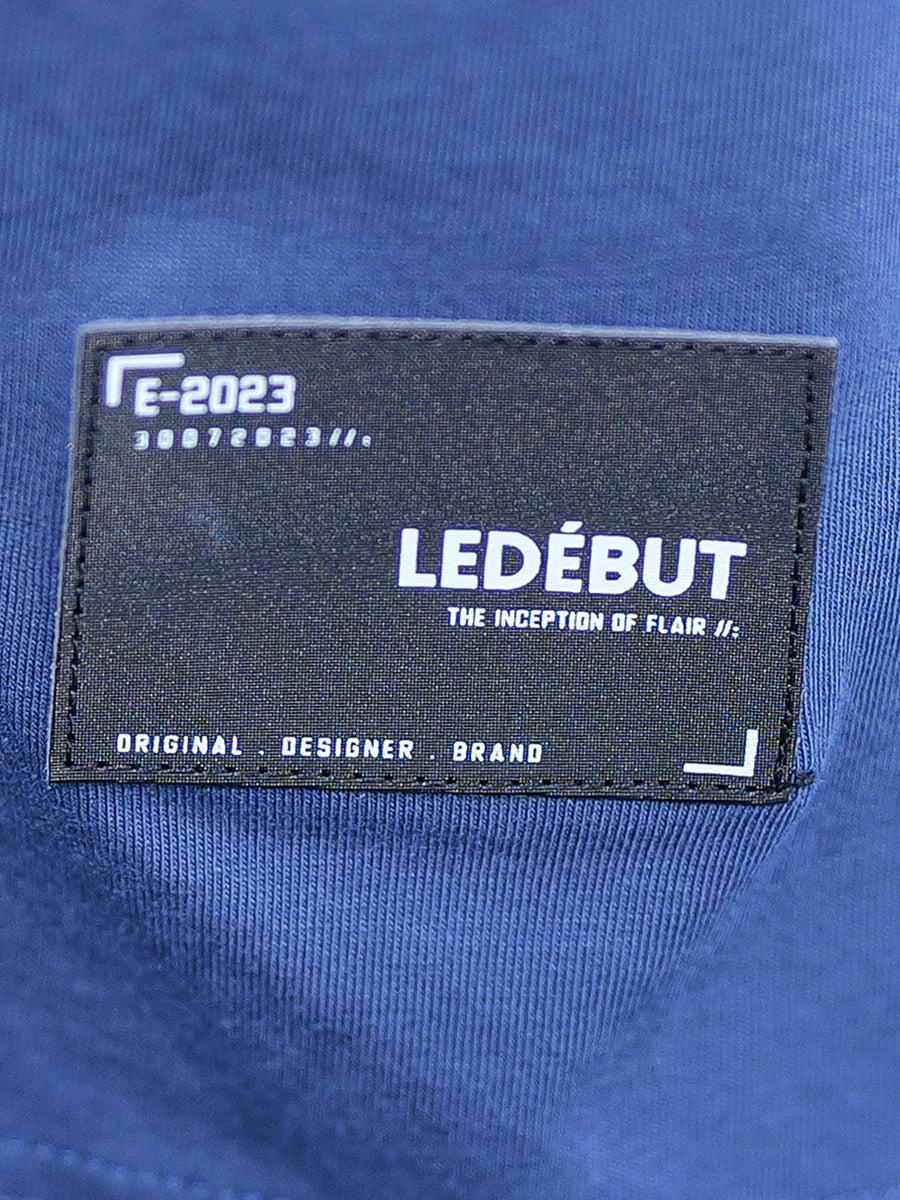 E-2023
30072023//:
LEDÉBUT
THE INCEPTION OF FLAIR //:
ORIGINAL . DESIGNER . BRAND